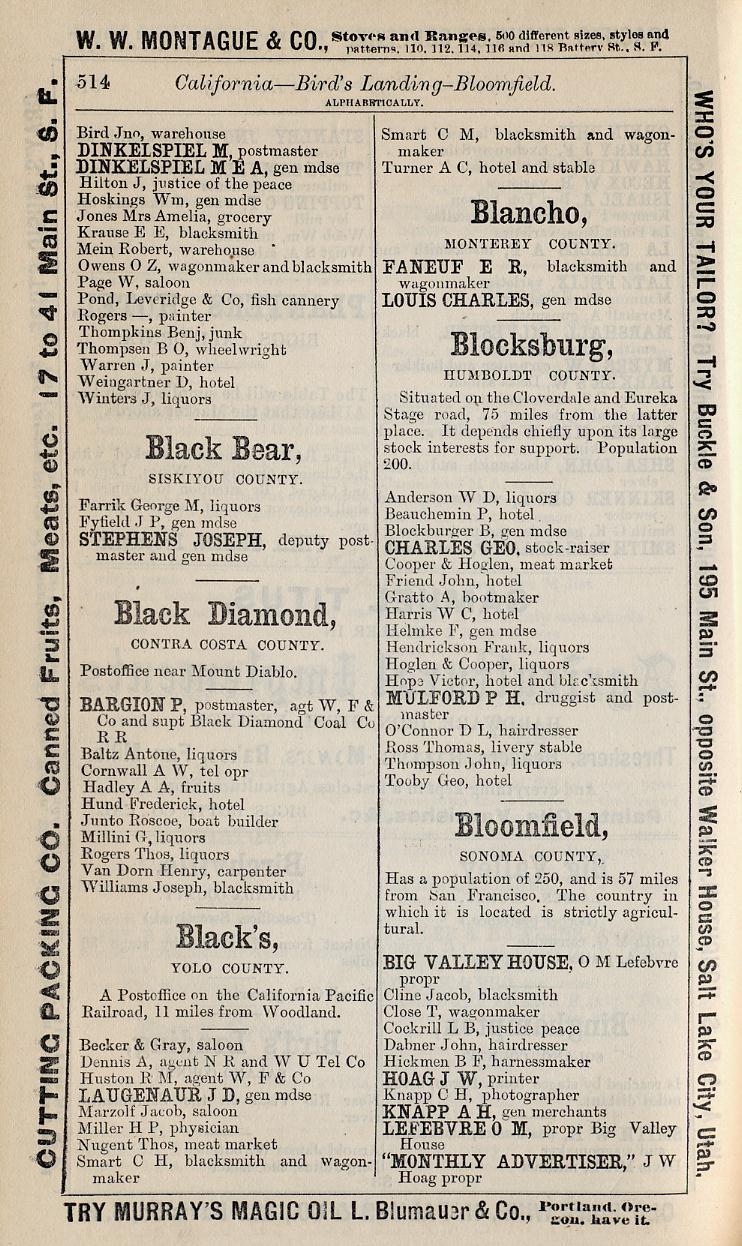 W. W. MONTAGUE & CO., Stoves and Ranges, 500 different sizes, styles and
patterns, 110, 112, 114, 116 and 118 Battery St., S. F.
514 California—Bird's Landing–Bloomfield.
ALPHABETICALLY.
Bird Jno, warehouse
DINKELSPIEL M, postmaster
DINKELSPIEL M E A, gen mdse
Hilton J, justice of the peace
Hoskings Wm, gen mdse
Jones Mrs Amelia, grocery
Krause E E, blacksmith
Mein Robert, warehouse
Owens O Z, wagonmaker and blacksmith
Page W, saloon
Pond, Leveridge & Co, fish cannery
Rogers —, painter
Thompkins Benj, junk
Thompsen B O, wheelwright
Warren J, painter
Weingartner D, hotel
Winters J, liquors
Black Bear,
SISKIYOU COUNTY.
Farrik George M, liquors
Fyfield J P, gen mdse
STEPHENS JOSEPH, deputy post-
master and gen mdse
Black Diamond,
CONTRA COSTA COUNTY.
Postoffice near Mount Diablo.
BARGION P, postmaster, agt W, F &
Co and supt Black Diamond Coal Co
R R
Baltz Antone, liquors
Cornwall A W, tel opr
Hadley A A, fruits
Hund Frederick, hotel
Junto Roscoe, boat builder
Millini G, liquors
Rogers Thos, liquors
Van Dorn Henry, carpenter
Williams Joseph, blacksmith
Black's,
YOLO COUNTY.
A Postoffice on the California Pacific
Railroad, 11 miles from Woodland.
Becker & Gray, saloon
Dennis A, agent N R and W U Tel Co
Huston R M, agent W, F & Co
LAUGENAUR J D, gen mdse
Marzolf Jacob, saloon
Miller H P, physician
Nugent Thos, meat market
Smart C H, blacksmith and wagon-
maker
Smart C M, blacksmith and wagon-
maker
Turner A C, hotel and stable
Blancho,
MONTEREY COUNTY.
FANEUF E R, blacksmith and
wagonmaker
LOUIS CHARLES, gen mdse
Blocksburg,
HUMBOLDT COUNTY.
Situated on the Cloverdale and Eureka
Stage road, 75 miles from the latter
place. It depends chiefly upon its large
stock interests for support. Population
200.
Anderson W D, liquors
Beauchemin P, hotel
Blockburger B, gen mdse
CHARLES GEO, stock-raiser
Cooper & Hoglen, meat market
Friend John, hotel
Gratto A, bootmaker
Harris W C, hotel
Helmke F, gen mdse
Hendrickson Frank, liquors
Hoglen & Cooper, liquors
Hope Victor, hotel and blacksmith
MULFORD P H, druggist and post-
master
O'Connor D L, hairdresser
Ross Thomas, livery stable
Thompson John, liquors
Tooby Geo, hotel
Bloomfield,
SONOMA COUNTY,
Has a population of 250, and is 57 miles
from San Francisco. The country in
which it is located is strictly agricul-
tural.
BIG VALLEY HOUSE, O M Lefebvre
propr
Cline Jacob, blacksmith
Close T, wagonmaker
Cockrill L B, justice peace
Dabner John, hairdresser
Hickmen B F, harnessmaker
HOAG J W, printer
Knapp C H, photographer
KNAPP A H, gen merchants
LEFEBVRE O M, propr Big Valley
House
"MONTHLY ADVERTISER," J W
Hoag propr
CUTTING PACKING CO. Canned Fruits, Meats, etc. 17 to 41 Main St., S. F.
WHO'S YOUR TAILOR? Try Buckle & Son, 195 Main St., opposite Walker House, Salt Lake City, Utah,
TRY MURRAY'S MAGIC OIL L. Blumauer & Co., Portland, Ore-
gon, have it.